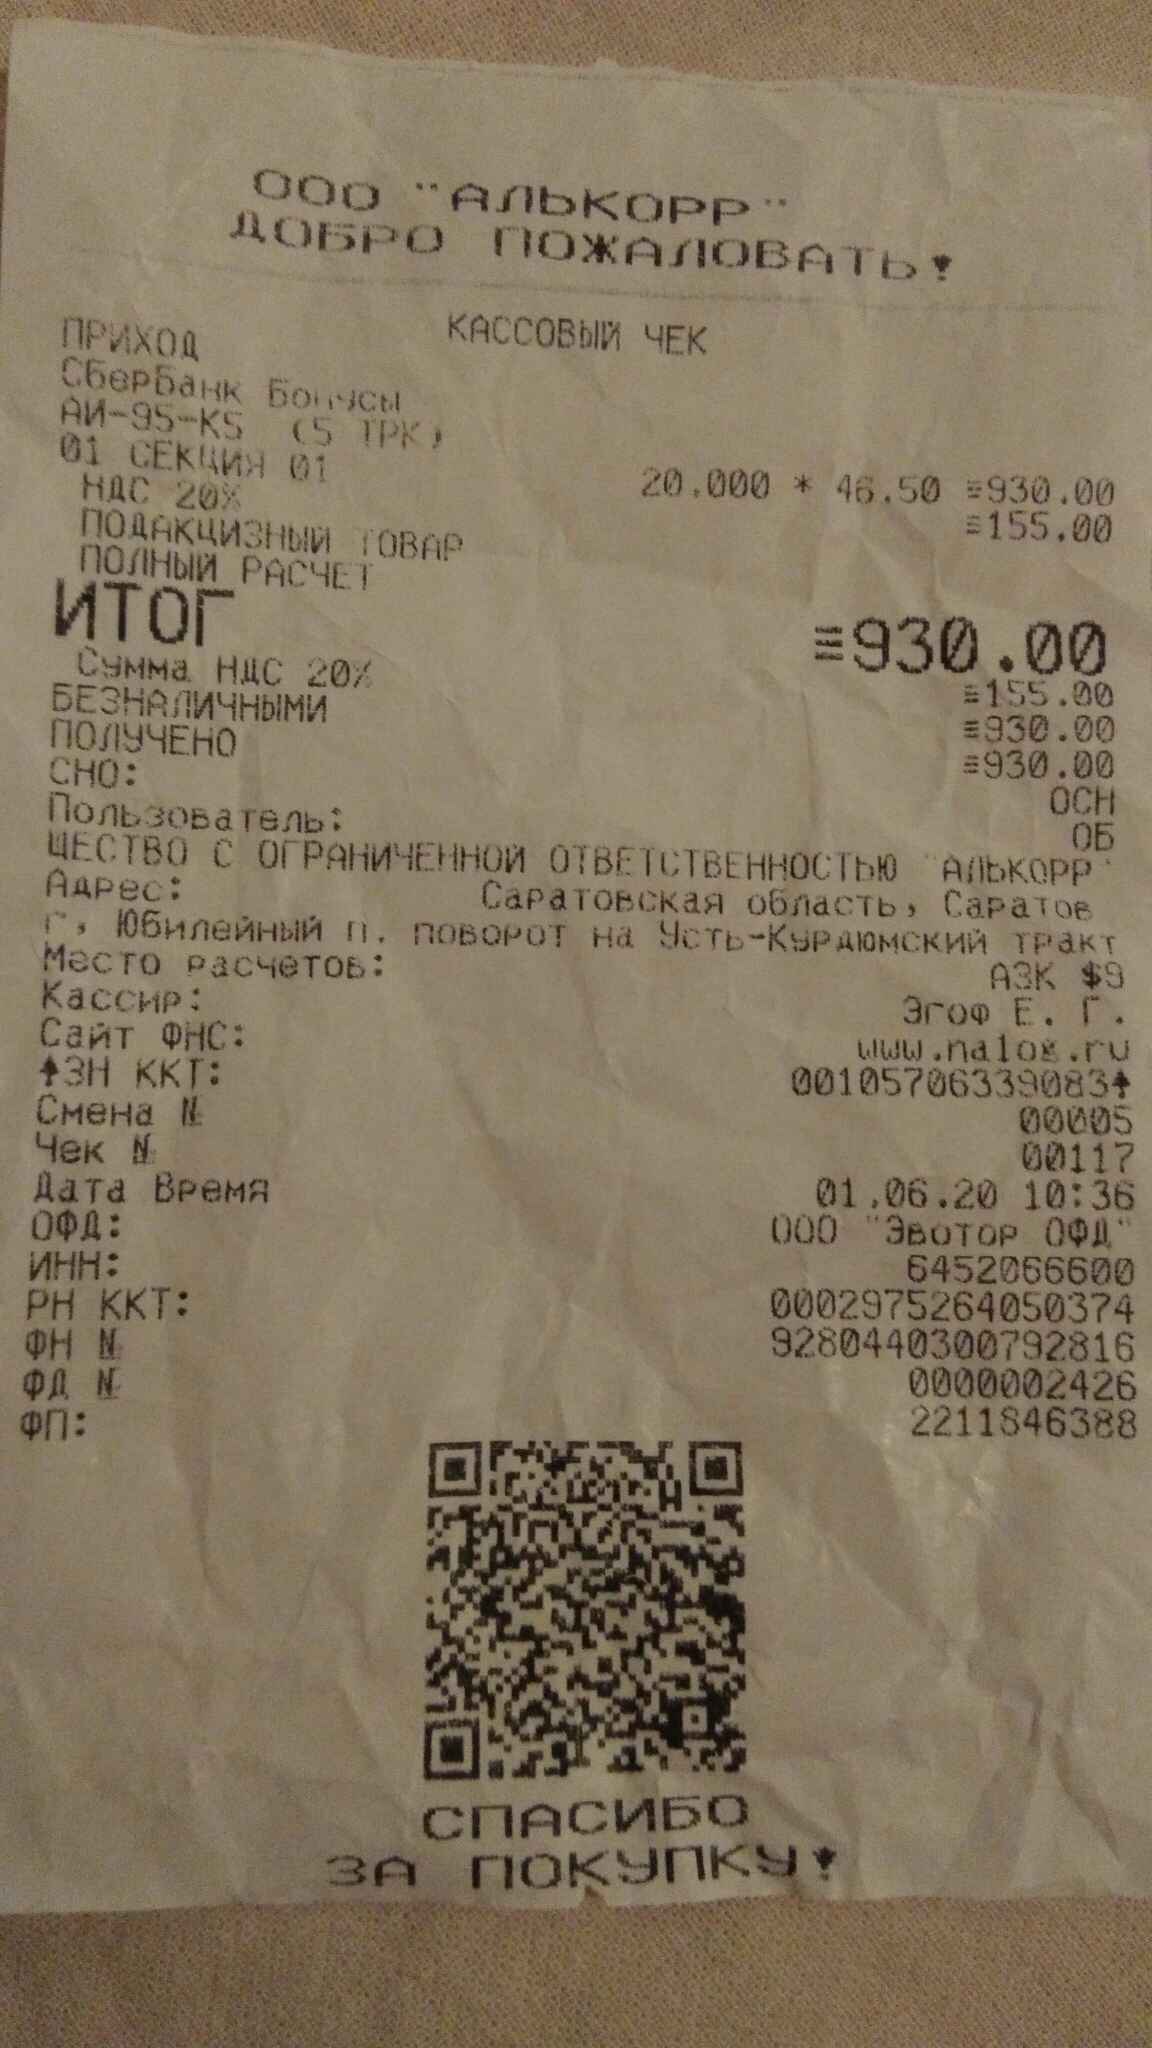 ООО "АЛЬКОРР"
ДОБРО ПОЖАЛОВАТЬ!
КАССОВЫЙ ЧЕК
ПРИХОД
СберБанк Бонусы
АИ-95-К5 (5 ТРК)
01 СЕКЦИЯ 01
20.000 * 46.50 ≡930.00
НДС 20% ≡155.00
ПОДАКЦИЗНЫЙ ТОВАР
ПОЛНЫЙ РАСЧЕТ
ИТОГ ≡930.00
Сумма НДС 20% ≡155.00
БЕЗНАЛИЧНЫМИ ≡930.00
ПОЛУЧЕНО ≡930.00
СНО: ОСН
Пользователь: ОБ
ЩЕСТВО С ОГРАНИЧЕННОЙ ОТВЕТСТВЕННОСТЬЮ "АЛЬКОРР"
Адрес: Саратовская область, Саратов
г, Юбилейный п. поворот на Усть-Курдюмский тракт
Место расчетов: АЗК $9
Кассир: Эгоф Е. Г.
Сайт ФНС: www.nalog.ru
↑ЗН ККТ: 00105706339083↑
Смена № 00005
Чек № 00117
Дата Время 01.06.20 10:36
ОФД: ООО "Эвотор ОФД"
ИНН: 6452066600
РН ККТ: 0002975264050374
ФН № 9280440300792816
ФД № 0000002426
ФП: 2211846388
СПАСИБО
ЗА ПОКУПКУ!